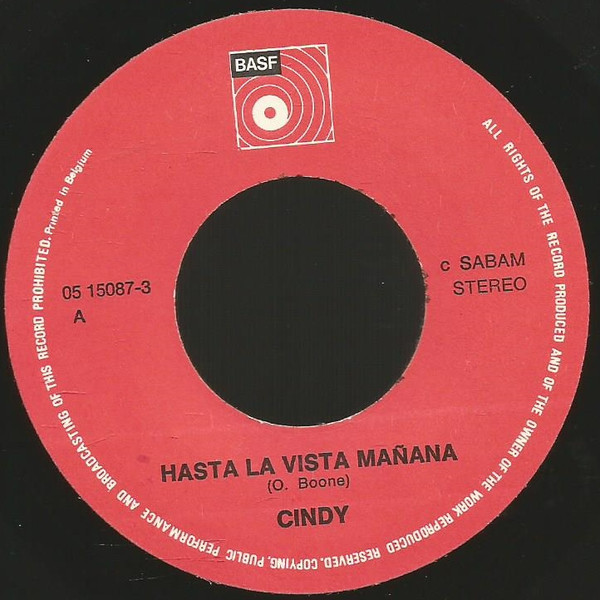 BASF
05 15087-3
A
c SABAM
STEREO
HASTA LA VISTA MAÑANA
(O. Boone)
CINDY
ALL RIGHTS OF THE RECORD PRODUCED AND OF THE OWNER OF THE WORK REPRODUCED RESERVED. COPYING, PUBLIC PERFORMANCE AND BROADCASTING OF THIS RECORD PROHIBITED. Printed in Belgium